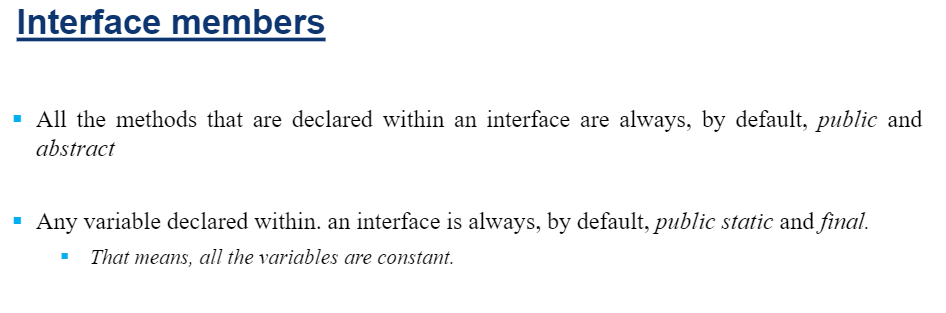 Interface members
▪ All the methods that are declared within an interface are always, by default, public and
abstract
▪ Any variable declared within. an interface is always, by default, public static and final.
▪ That means, all the variables are constant.